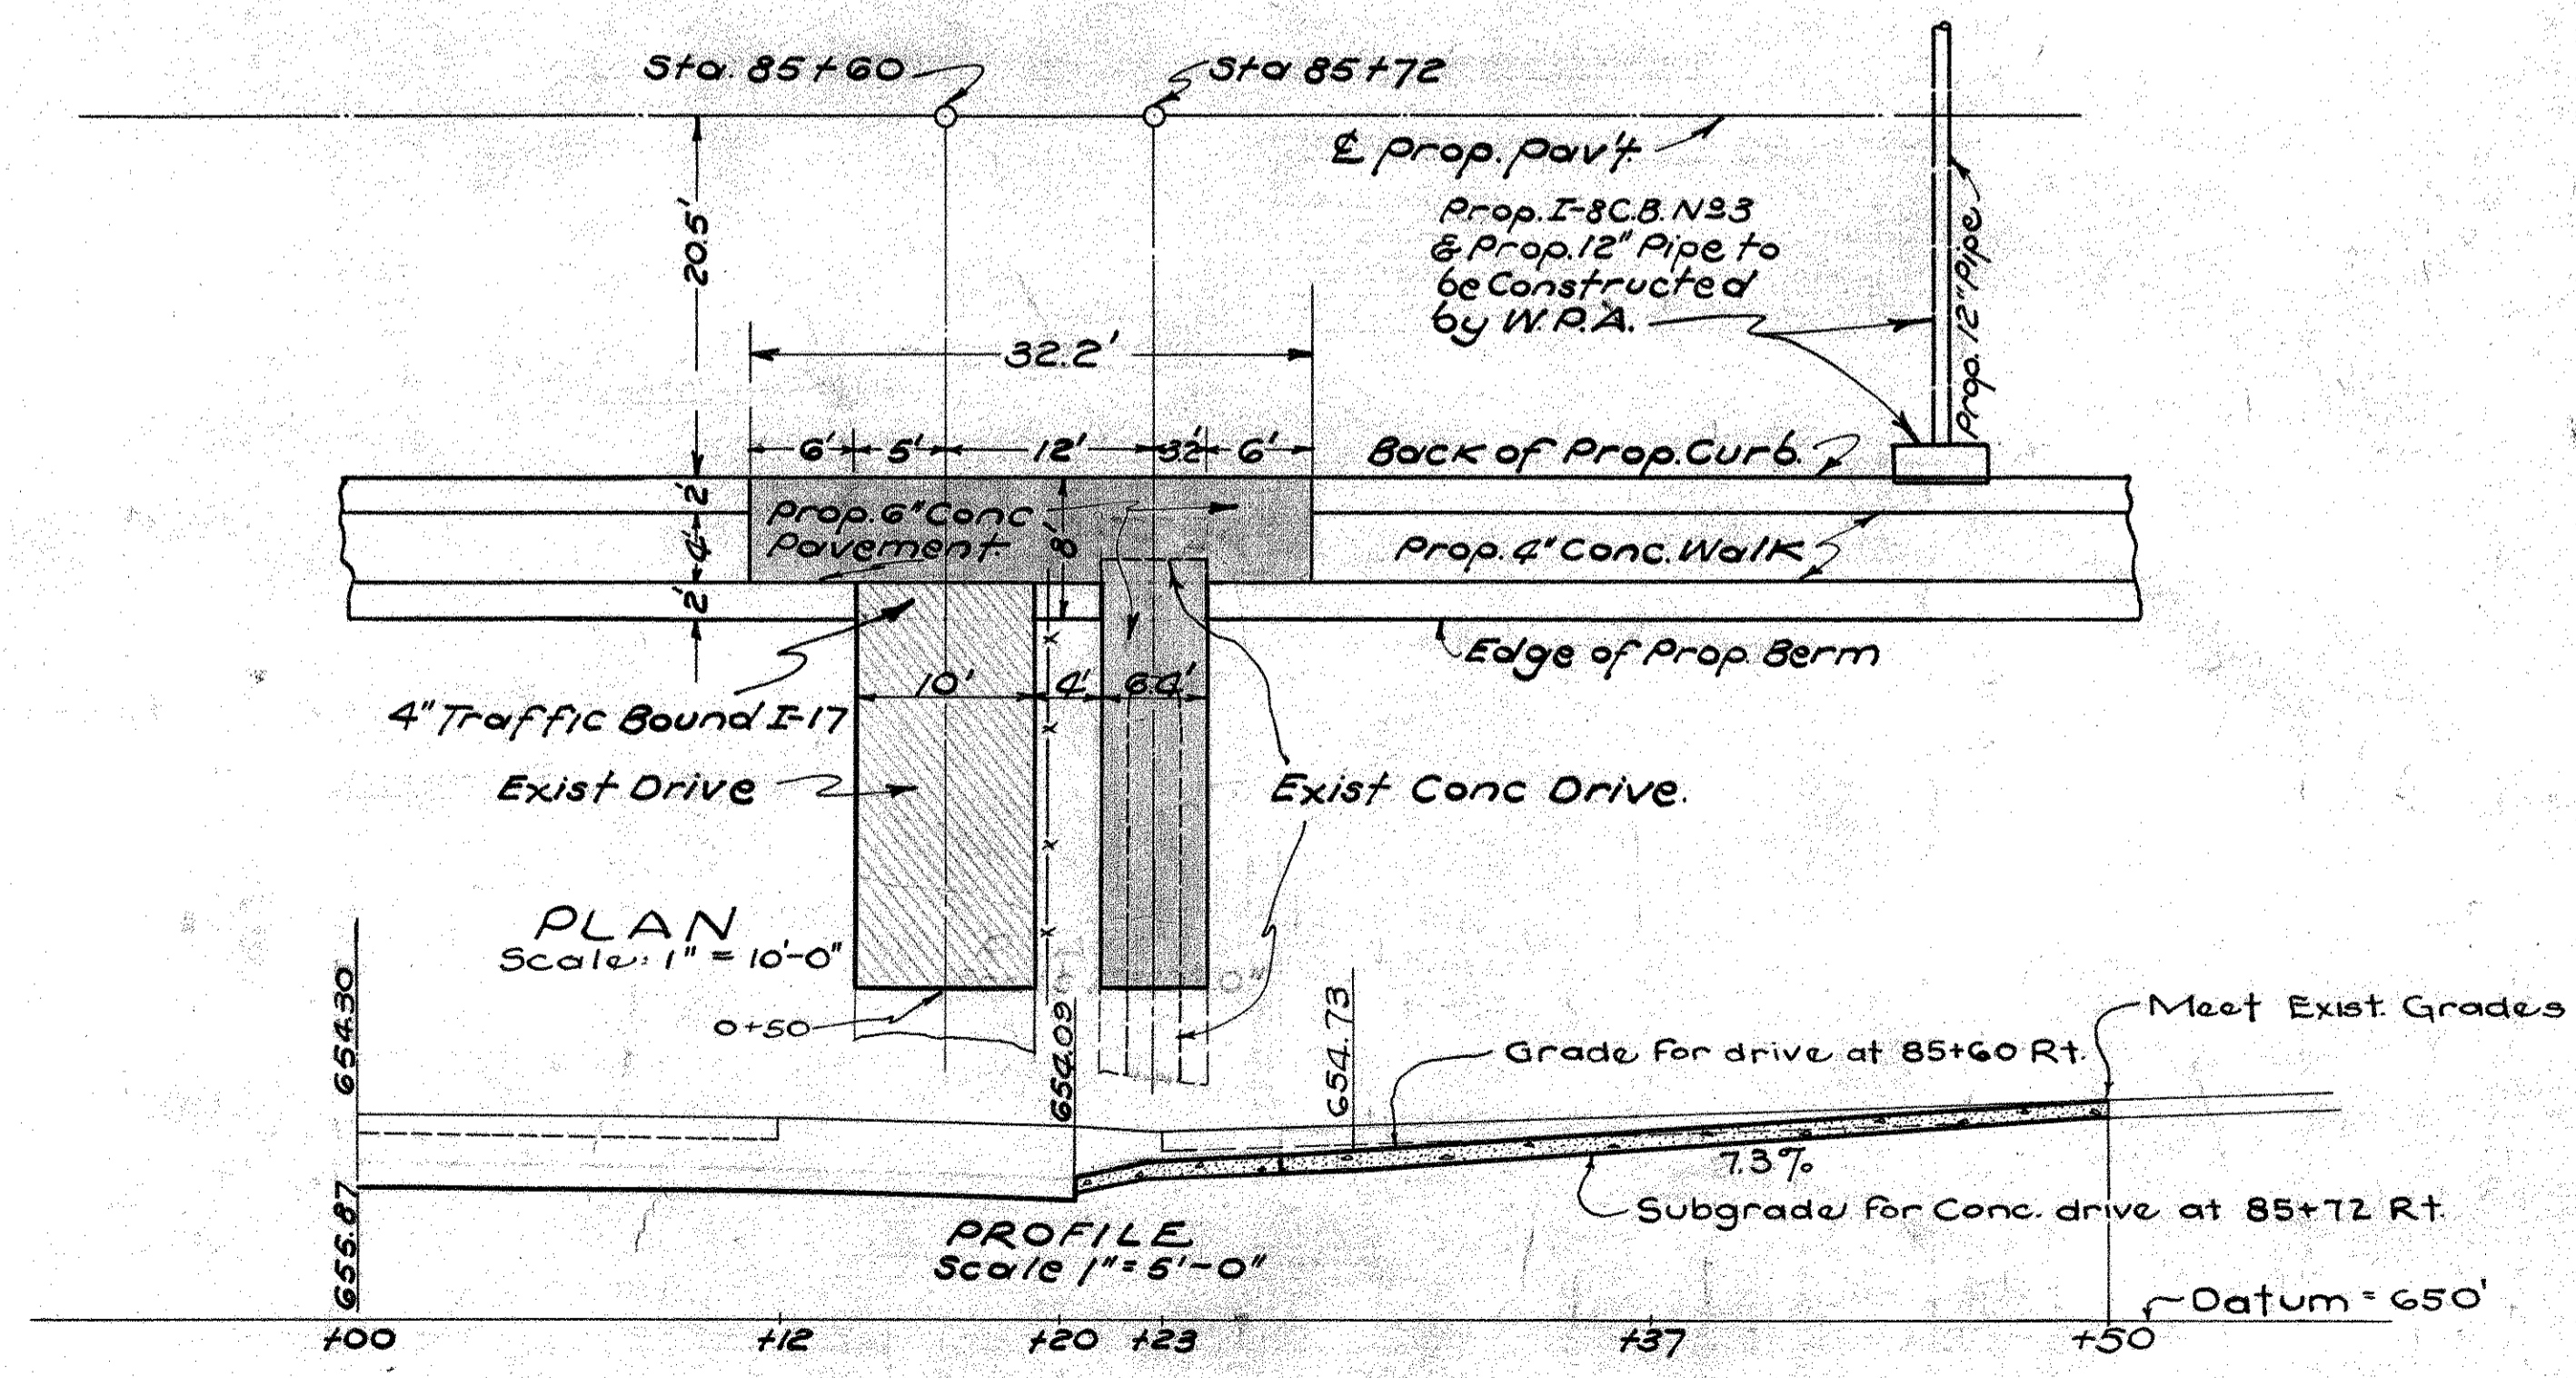 Sta. 85+60
Sta 85+72
℄ Prop. Pav't.
Prop. I-8 C.B. Nº 3
& Prop. 12" Pipe to
be Constructed
by W.P.A.
Prop. 12" Pipe
20.5'
32.2'
6' 5' 12' 3.2' 6'
Back of Prop. Curb.
2'
4'
2'
Prop. 6" Conc
Pavement.
8'
Prop. 4" Conc. Walk
Edge of Prop. Berm
10' 4' 6.4'
4" Traffic Bound I-17
Exist Drive
Exist Conc Drive.
PLAN
Scale: 1" = 10'-0"
0+50
654.30
654.09
654.73
Meet Exist. Grades
Grade for drive at 85+60 Rt.
7.3%
Subgrade for Conc. drive at 85+72 Rt.
655.87
PROFILE
Scale 1" = 5'-0"
Datum = 650'
+00 +12 +20 +23 +37 +50